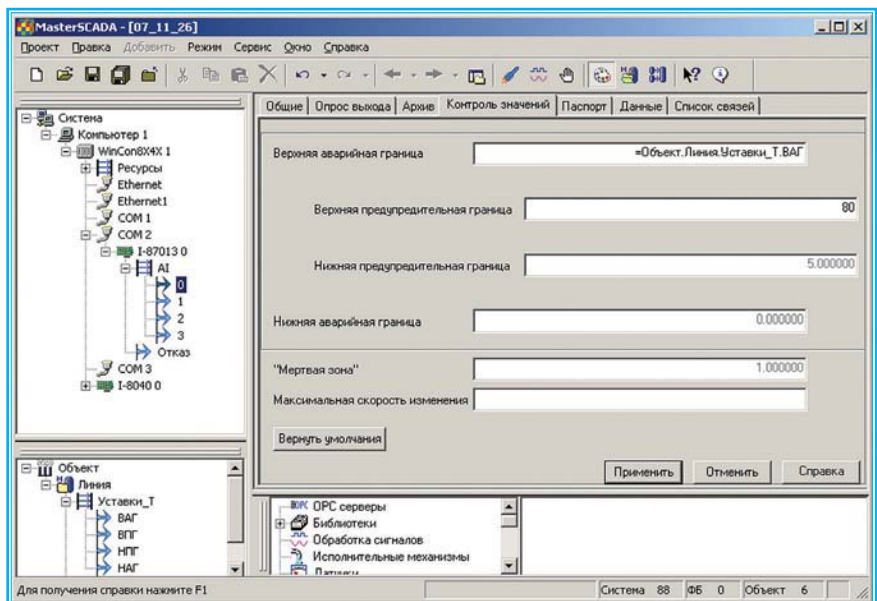 MasterSCADA - [07_11_26]
Проект Правка Добавить Режим Сервис Окно Справка
Система
Компьютер 1
WinCon8X4X 1
Ресурсы
Ethernet
Ethernet1
COM 1
COM 2
I-87013 0
AI
0
1
2
3
Отказ
COM 3
I-8040 0
Объект
Линия
Уставки_Т
ВАГ
ВПГ
НПГ
НАГ
Общие Опрос выхода Архив Контроль значений Паспорт Данные Список связей
Верхняя аварийная граница =Объект.Линия.Уставки_Т.ВАГ
Верхняя предупредительная граница 80
Нижняя предупредительная граница 5.000000
Нижняя аварийная граница 0.000000
"Мертвая зона" 1.000000
Максимальная скорость изменения
Вернуть умолчания
Применить Отменить Справка
OPC серверы
Библиотеки
Обработка сигналов
Исполнительные механизмы
Для получения справки нажмите F1 Система 88 ФБ 0 Объект 6